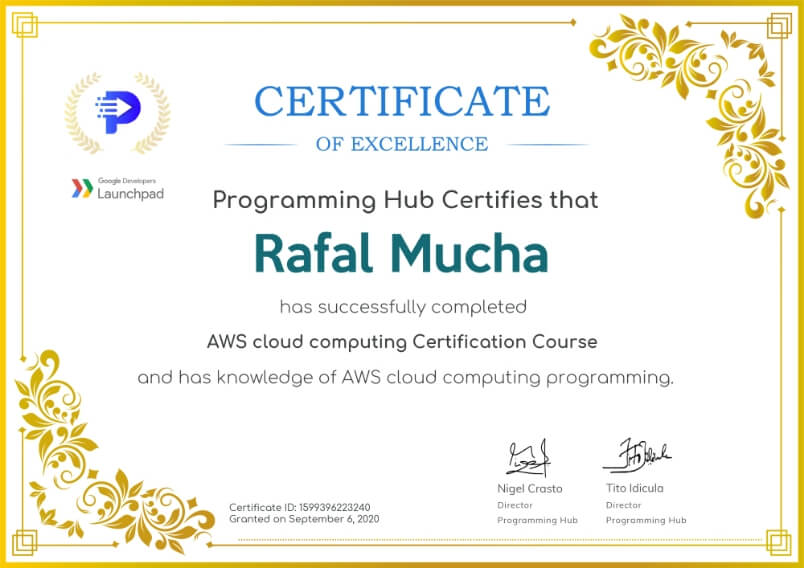 CERTIFICATE
OF EXCELLENCE
Google Developers
Launchpad
Programming Hub Certifies that
Rafal Mucha
has successfully completed
AWS cloud computing Certification Course
and has knowledge of AWS cloud computing programming.
Nigel Crasto
Director
Programming Hub
Tito Idicula
Director
Programming Hub
Certificate ID: 1599396223240
Granted on September 6, 2020